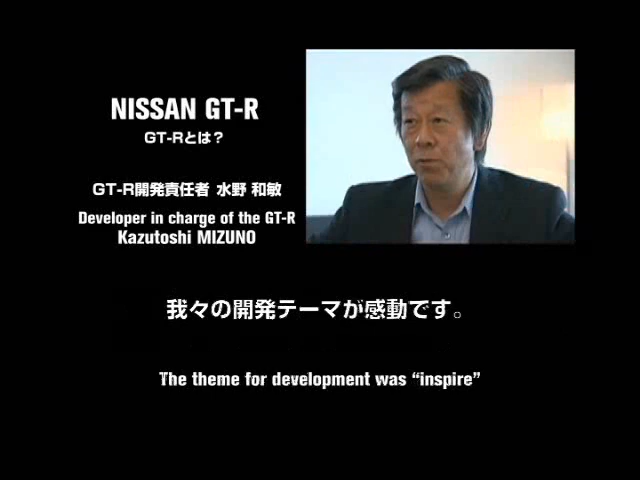 NISSAN GT-R
GT-Rとは？
GT-R開発責任者 水野 和敏
Developer in charge of the GT-R
Kazutoshi MIZUNO
我々の開発テーマが感動です。
The theme for development was “inspire”